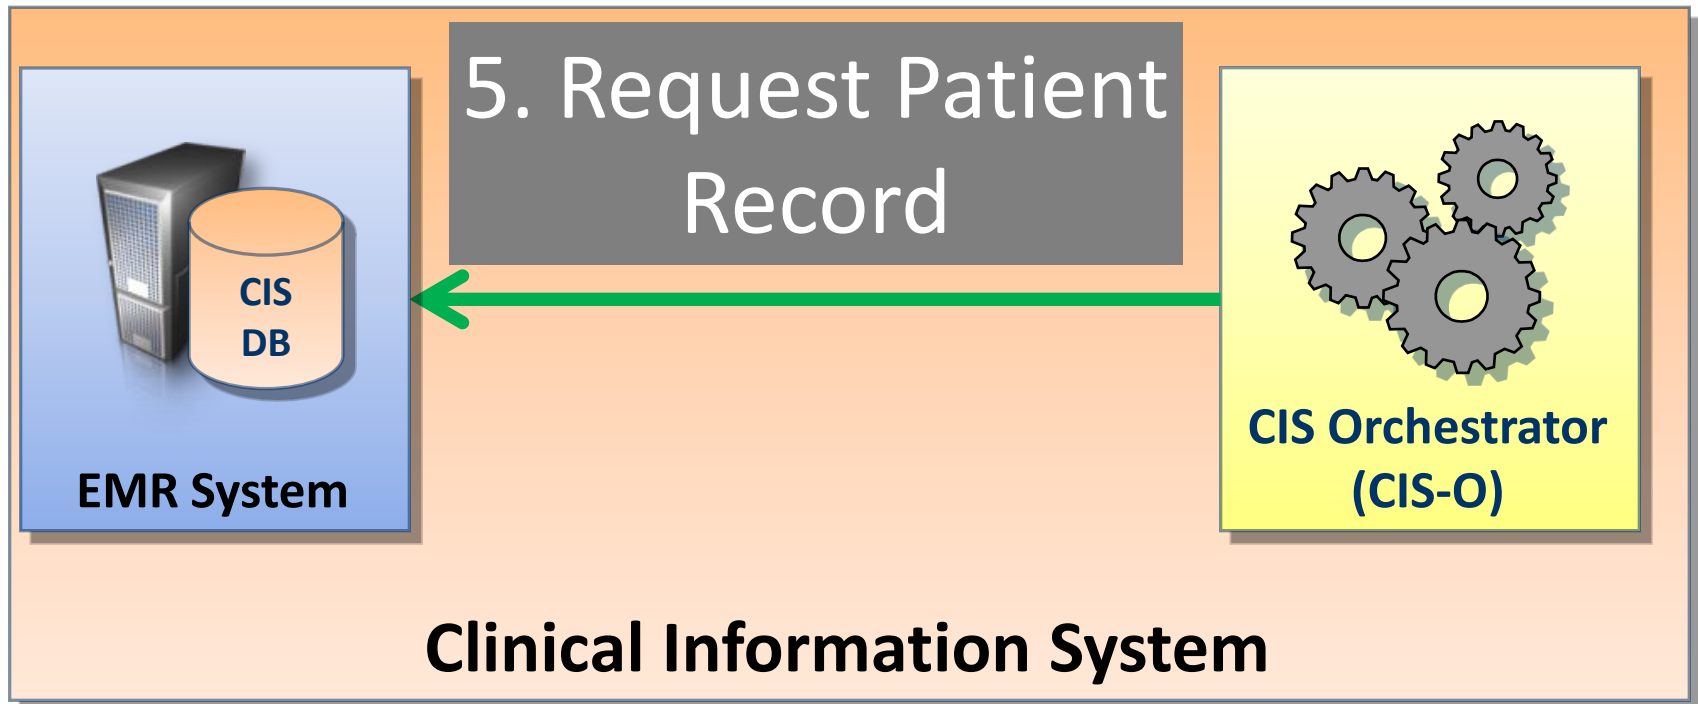 5. Request Patient
Record
CIS
DB
EMR System
CIS Orchestrator
(CIS-O)
Clinical Information System